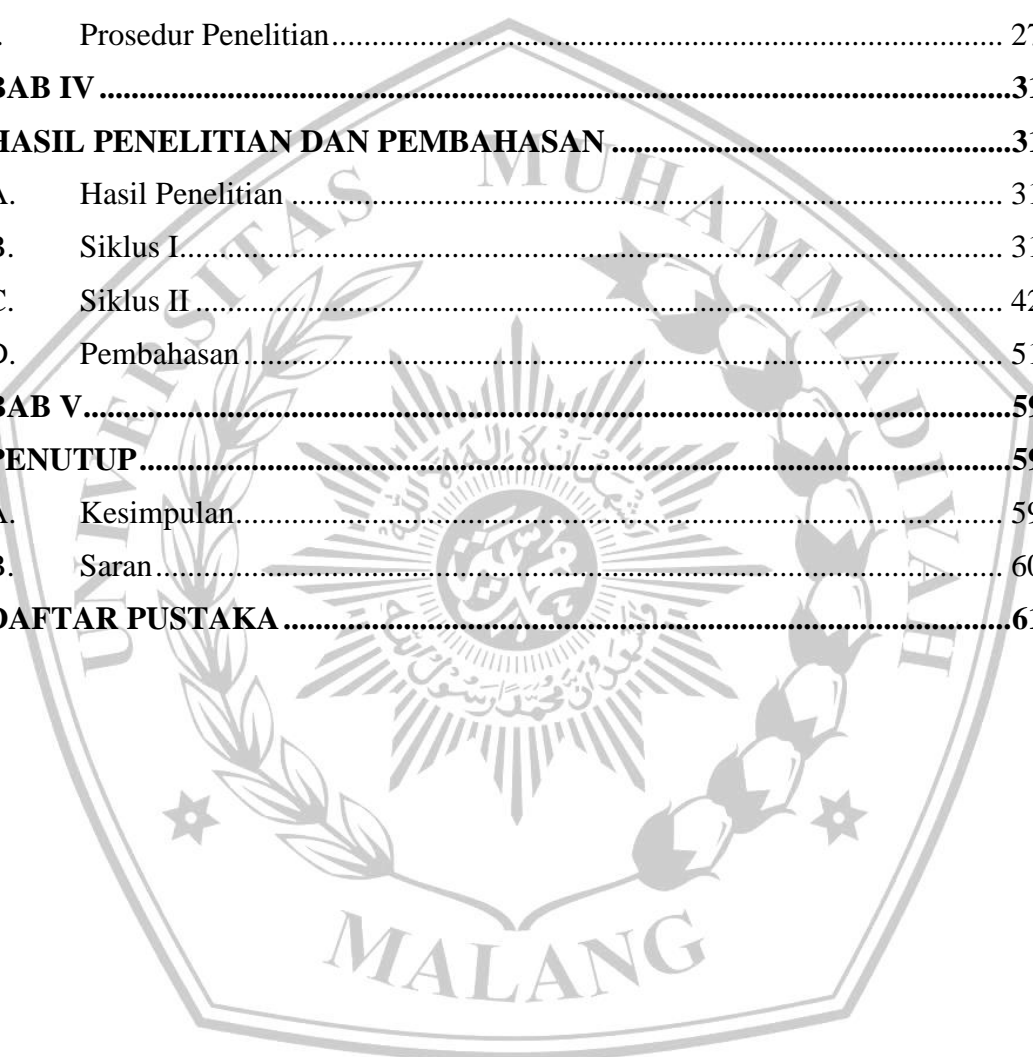 Prosedur Penelitian........ 27
BAB IV........31
HASIL PENELITIAN DAN PEMBAHASAN........31
A. Hasil Penelitian........ 31
B. Siklus I........ 31
C. Siklus II........ 42
D. Pembahasan........ 51
BAB V........59
PENUTUP........59
A. Kesimpulan........ 59
B. Saran........ 60
DAFTAR PUSTAKA........61
UNIVERSITAS MUHAMMADIYAH
MALANG